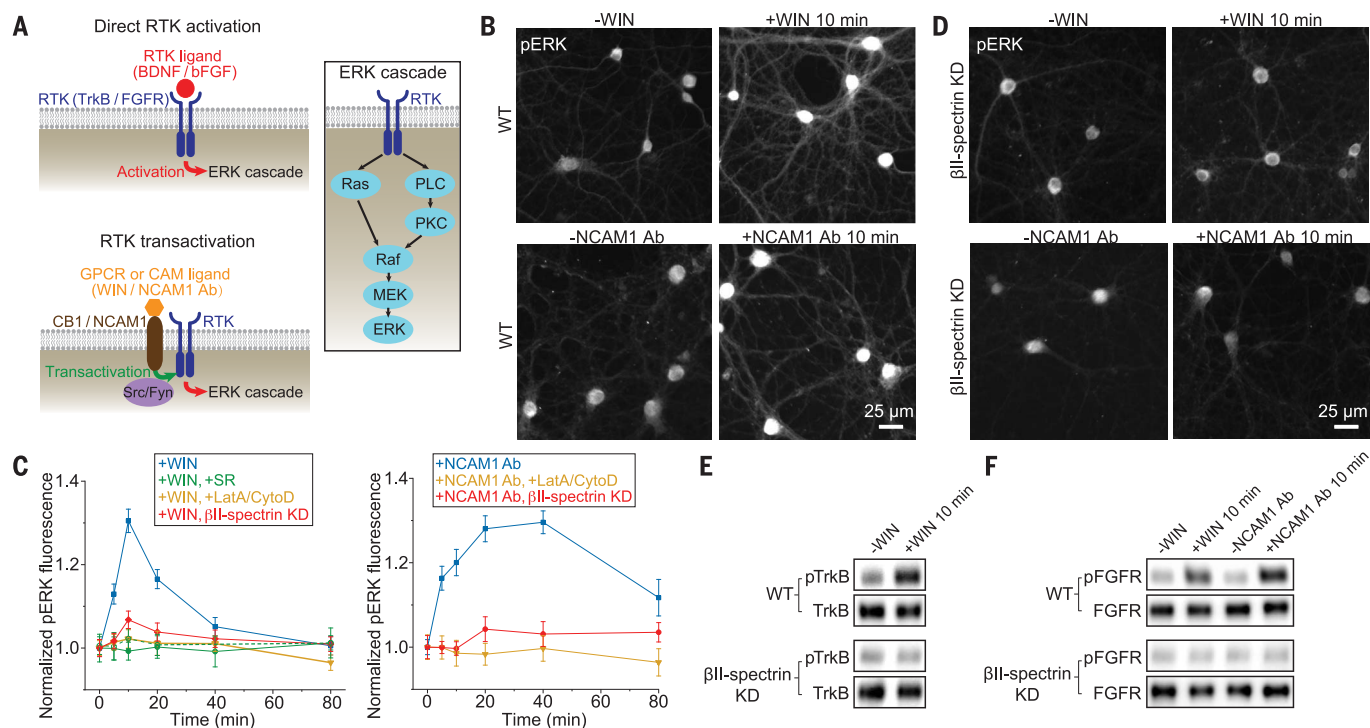 A
Direct RTK activation
RTK ligand
(BDNF / bFGF)
RTK (TrkB / FGFR)
Activation
ERK cascade
RTK transactivation
GPCR or CAM ligand
(WIN / NCAM1 Ab)
CB1 / NCAM1
RTK
Transactivation
Src/Fyn
ERK cascade
ERK cascade
RTK
Ras
PLC
PKC
Raf
MEK
ERK
B
-WIN
+WIN 10 min
pERK
WT
-NCAM1 Ab
+NCAM1 Ab 10 min
WT
25 µm
D
-WIN
+WIN 10 min
pERK
βII-spectrin KD
-NCAM1 Ab
+NCAM1 Ab 10 min
βII-spectrin KD
25 µm
C
Normalized pERK fluorescence
1.4
1.2
1.0
+WIN
+WIN, +SR
+WIN, +LatA/CytoD
+WIN, βII-spectrin KD
0 20 40 60 80
Time (min)
Normalized pERK fluorescence
1.4
1.2
1.0
+NCAM1 Ab
+NCAM1 Ab, +LatA/CytoD
+NCAM1 Ab, βII-spectrin KD
0 20 40 60 80
Time (min)
E
-WIN
+WIN 10 min
WT
pTrkB
TrkB
βII-spectrin
KD
pTrkB
TrkB
F
-WIN
+WIN 10 min
-NCAM1 Ab
+NCAM1 Ab 10 min
WT
pFGFR
FGFR
βII-spectrin
KD
pFGFR
FGFR